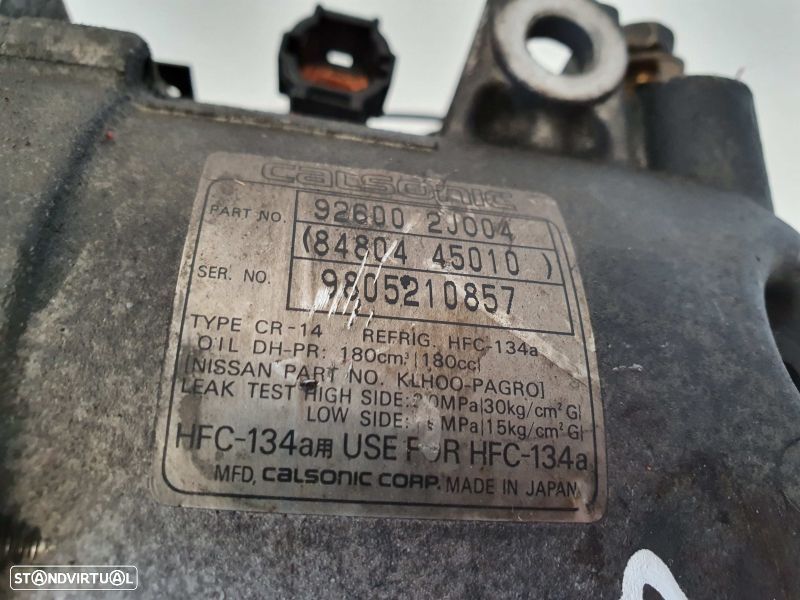 calsonic
PART NO. 92600 2J004
(84804 45010 )
SER. NO. 9805210857
TYPE CR-14 REFRIG. HFC-134a
OIL DH-PR: 180cm³[180cc]
[NISSAN PART NO. KLH00-PAGR0]
LEAK TEST HIGH SIDE: MPa[30kg/cm²G]
LOW SIDE: MPa[15kg/cm²G]
HFC-134a用 USE FOR HFC-134a
MFD. calsonic CORP. MADE IN JAPAN
STANDVIRTUAL